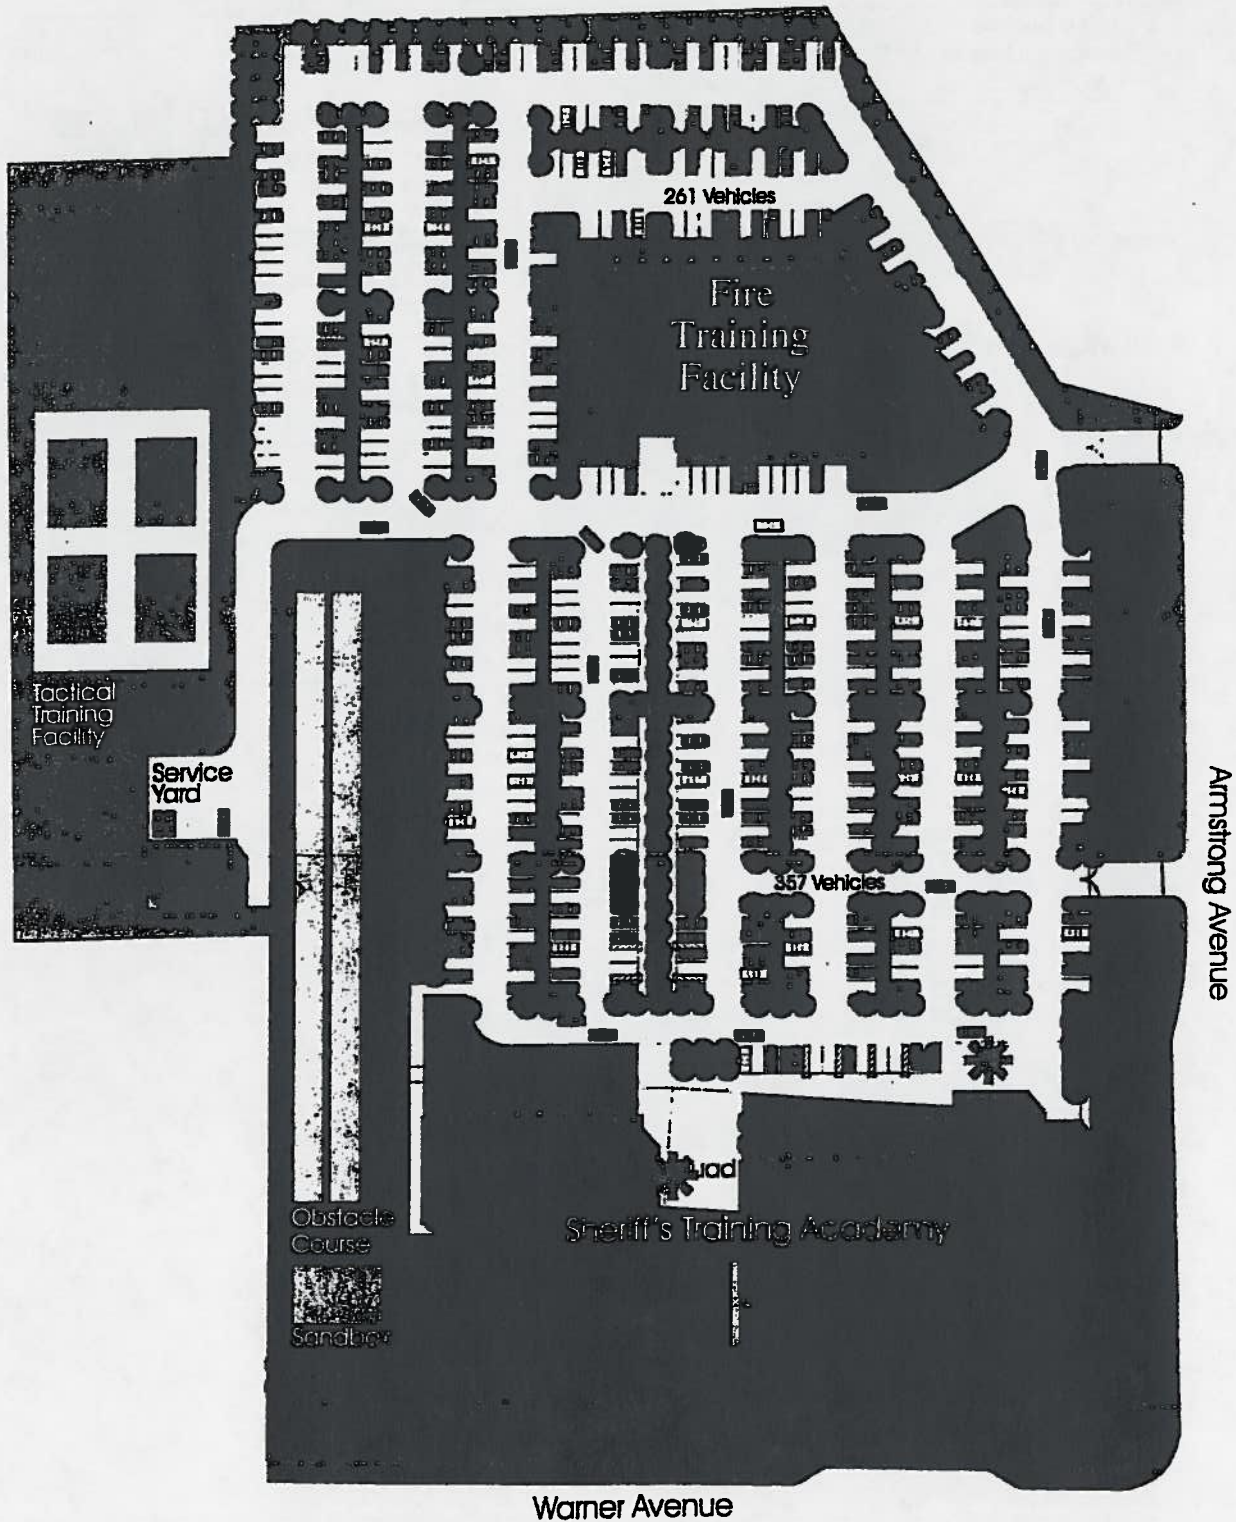 261 Vehicles
Fire
Training
Facility
Tactical
Training
Facility
Service
Yard
357 Vehicles
Armstrong Avenue
uad
Obstacle
Course
Sheriff's Training Academy
Sandbox
Warner Avenue